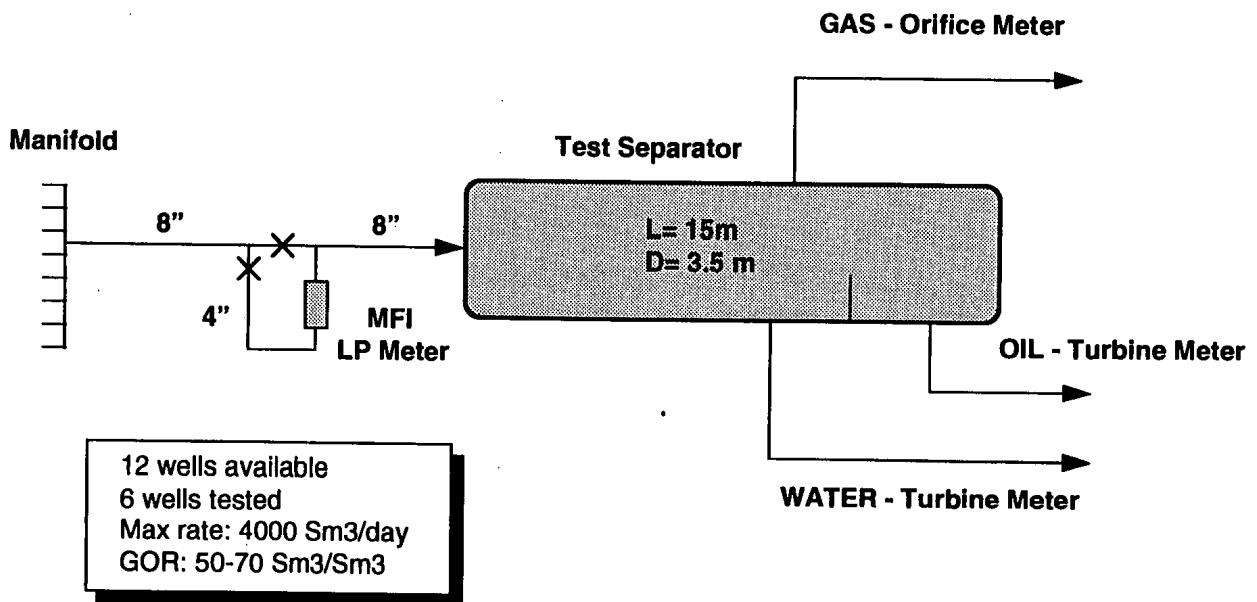 GAS - Orifice Meter
Manifold
Test Separator
8”
8”
L= 15m
D= 3.5 m
4”
MFI
LP Meter
OIL - Turbine Meter
WATER - Turbine Meter
12 wells available
6 wells tested
Max rate: 4000 Sm3/day
GOR: 50-70 Sm3/Sm3